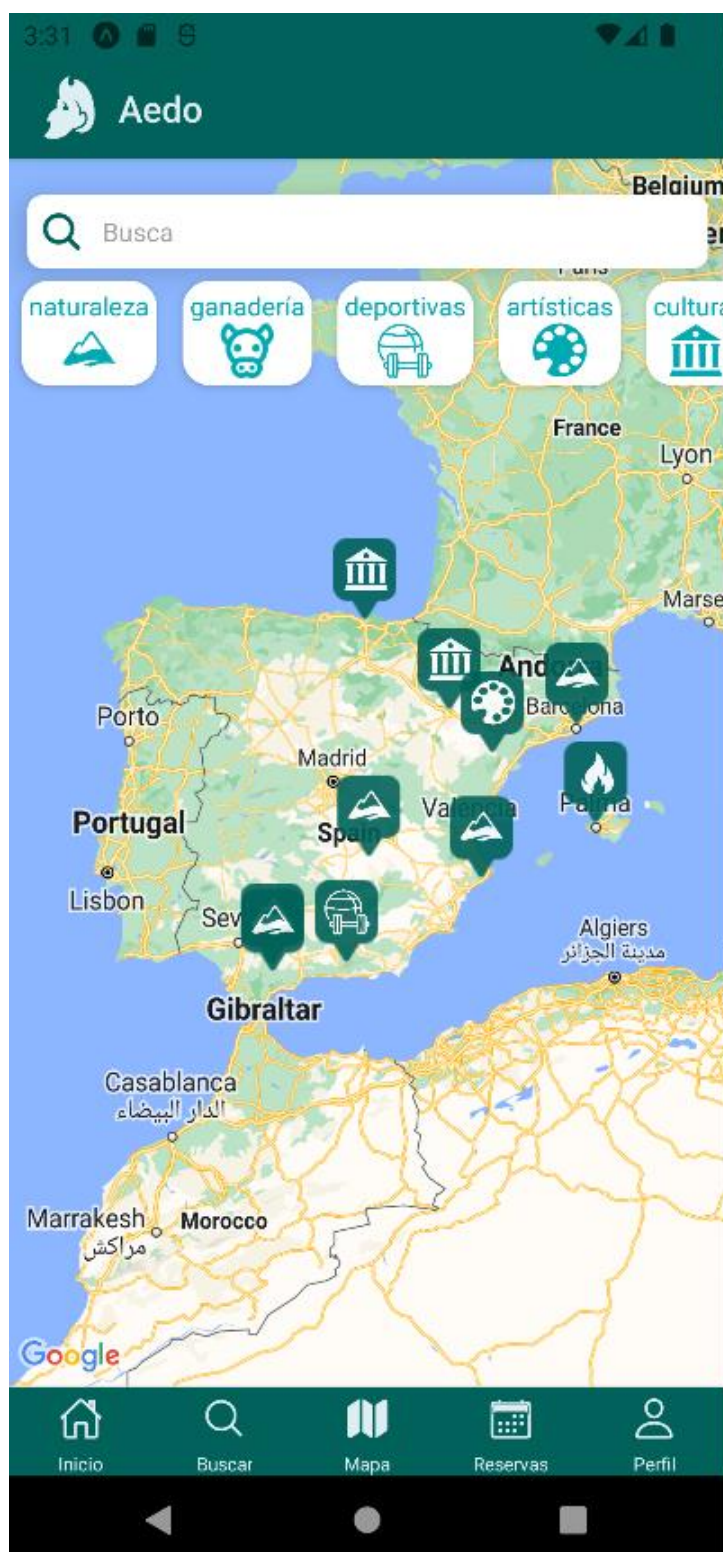 3:31
Aedo
Belgium
Busca
Paris
naturaleza
ganadería
deportivas
artísticas
cultura
France
Lyon
Marse
Andorra
Barcelona
Porto
Madrid
Valencia
Palma
Portugal
Spain
Lisbon
Sev
Algiers
مدينة الجزائر
Gibraltar
Casablanca
الدار البيضاء
Marrakesh
مراكش
Morocco
Google
Inicio
Buscar
Mapa
Reservas
Perfil